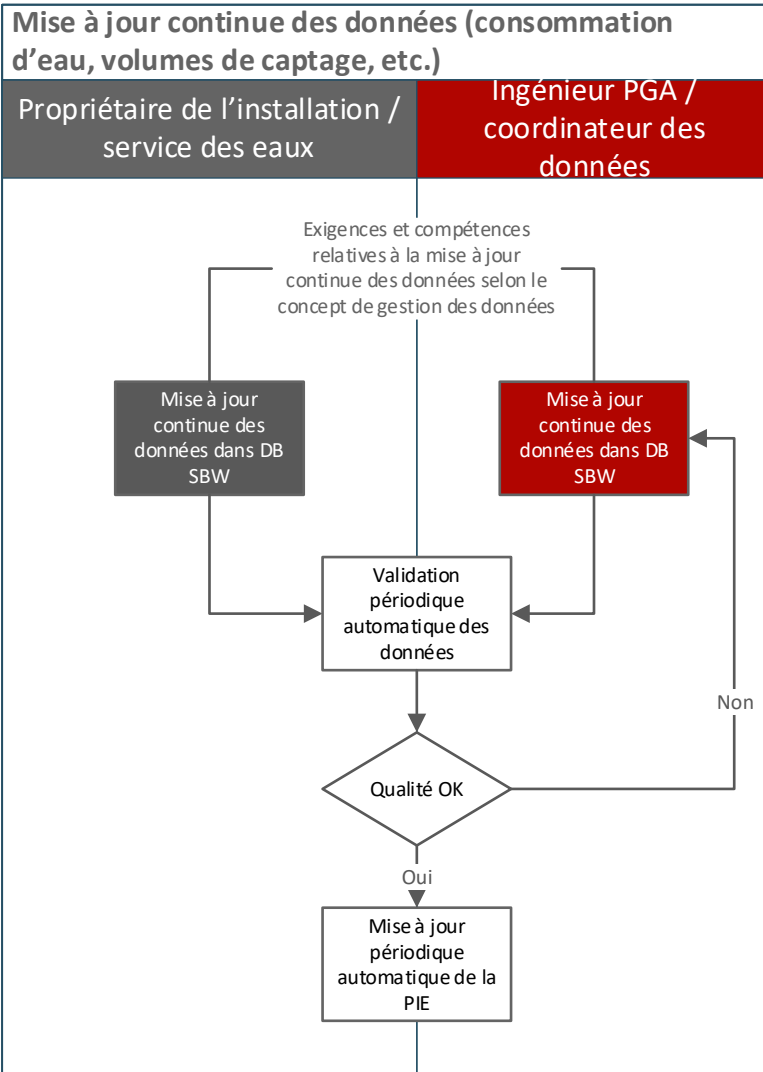 Mise à jour continue des données (consommation
d’eau, volumes de captage, etc.)
Propriétaire de l’installation /
service des eaux
Ingénieur PGA /
coordinateur des
données
Exigences et compétences
relatives à la mise à jour
continue des données selon le
concept de gestion des données
Mise à jour
continue des
données dans DB
SBW
Mise à jour
continue des
données dans DB
SBW
Validation
périodique
automatique des
données
Non
Qualité OK
Oui
Mise à jour
périodique
automatique de la
PIE